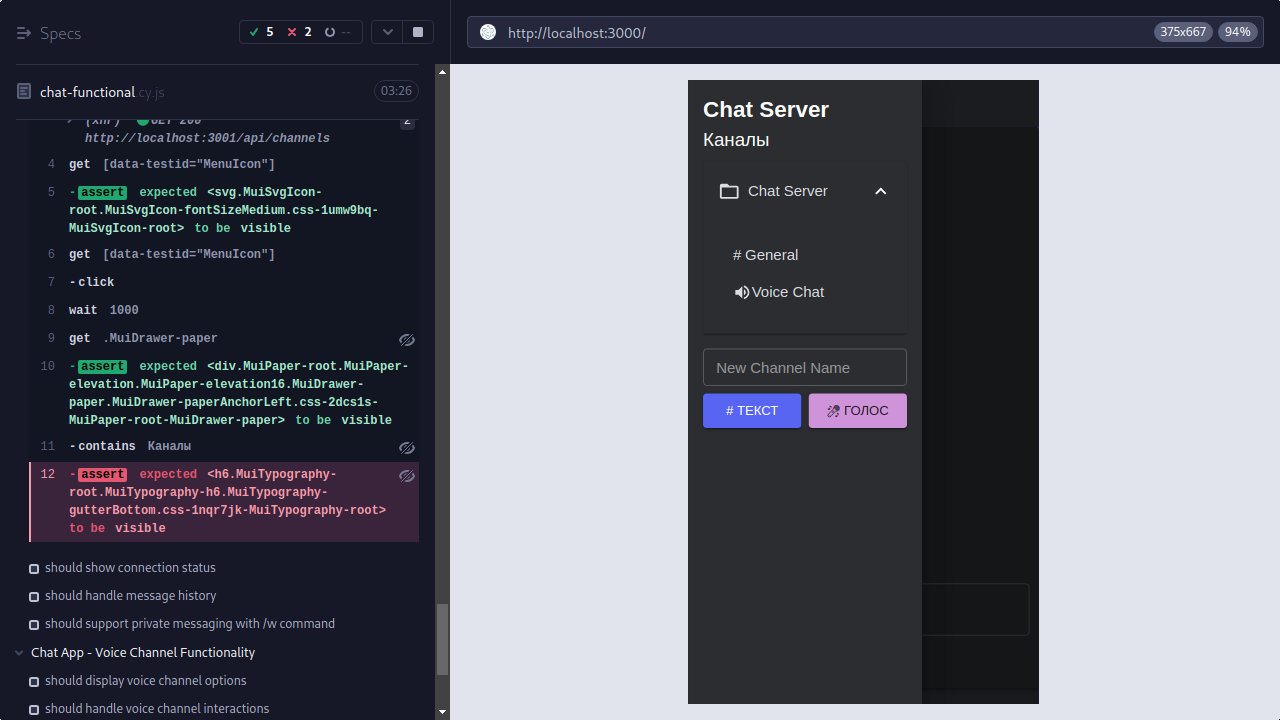 Specs
5 2 --
http://localhost:3000/
375x667 94%
chat-functional.cy.js 03:26
(xhr) GET 200 2
http://localhost:3001/api/channels
4 get [data-testid="MenuIcon"]
5 -assert expected <svg.MuiSvgIcon-
root.MuiSvgIcon-fontSizeMedium.css-1umw9bq-
MuiSvgIcon-root> to be visible
6 get [data-testid="MenuIcon"]
7 -click
8 wait 1000
9 get .MuiDrawer-paper
10 -assert expected <div.MuiPaper-root.MuiPaper-
elevation.MuiPaper-elevation16.MuiDrawer-
paper.MuiDrawer-paperAnchorLeft.css-2dcs1s-
MuiPaper-root-MuiDrawer-paper> to be visible
11 -contains Каналы
12 -assert expected <h6.MuiTypography-
root.MuiTypography-h6.MuiTypography-
gutterBottom.css-1nqr7jk-MuiTypography-root>
to be visible
should show connection status
should handle message history
should support private messaging with /w command
Chat App - Voice Channel Functionality
should display voice channel options
should handle voice channel interactions
Chat Server
Каналы
Chat Server
# General
Voice Chat
New Channel Name
# ТЕКСТ
ГОЛОС